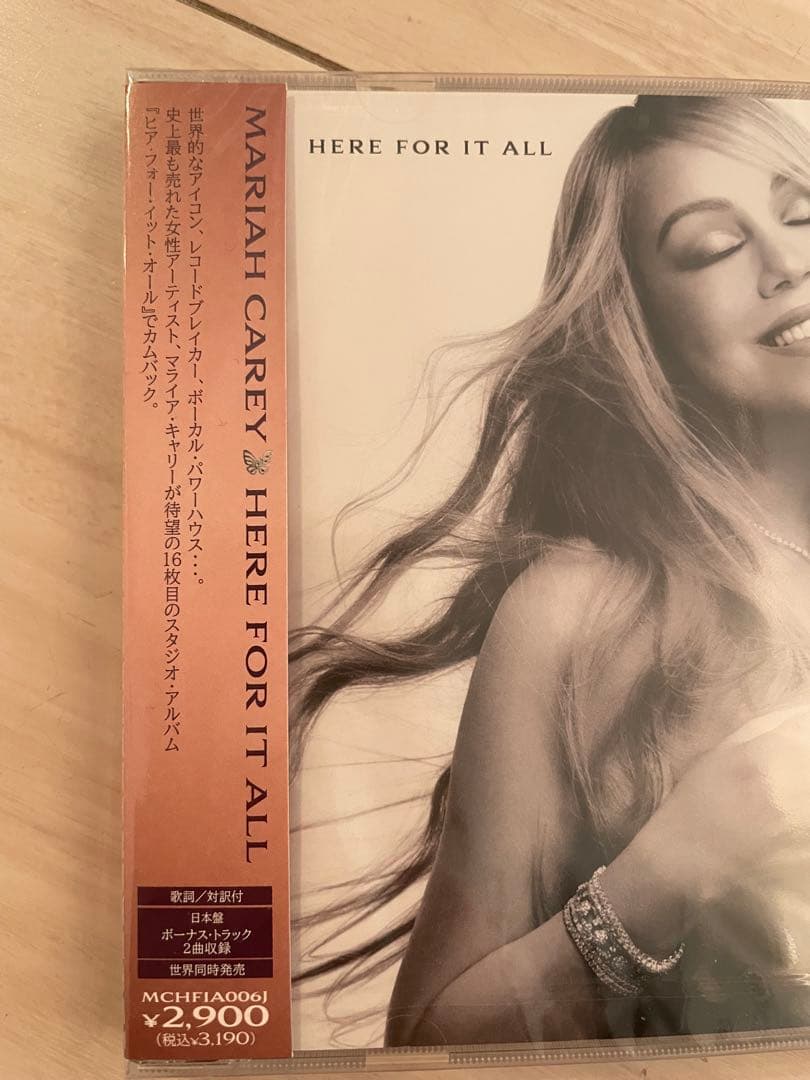 HERE FOR IT ALL
MARIAH CAREY HERE FOR IT ALL
世界的なアイコン、レコードブレイカー、ボーカル・パワーハウス・・・。
史上最も売れた女性アーティスト、マライア・キャリーが待望の16枚目のスタジオ・アルバム
『ヒア・フォー・イット・オール』でカムバック。
歌詞／対訳付
日本盤
ボーナス・トラック
2曲収録
世界同時発売
MCHFIA006J
¥2,900
(税込¥3,190)